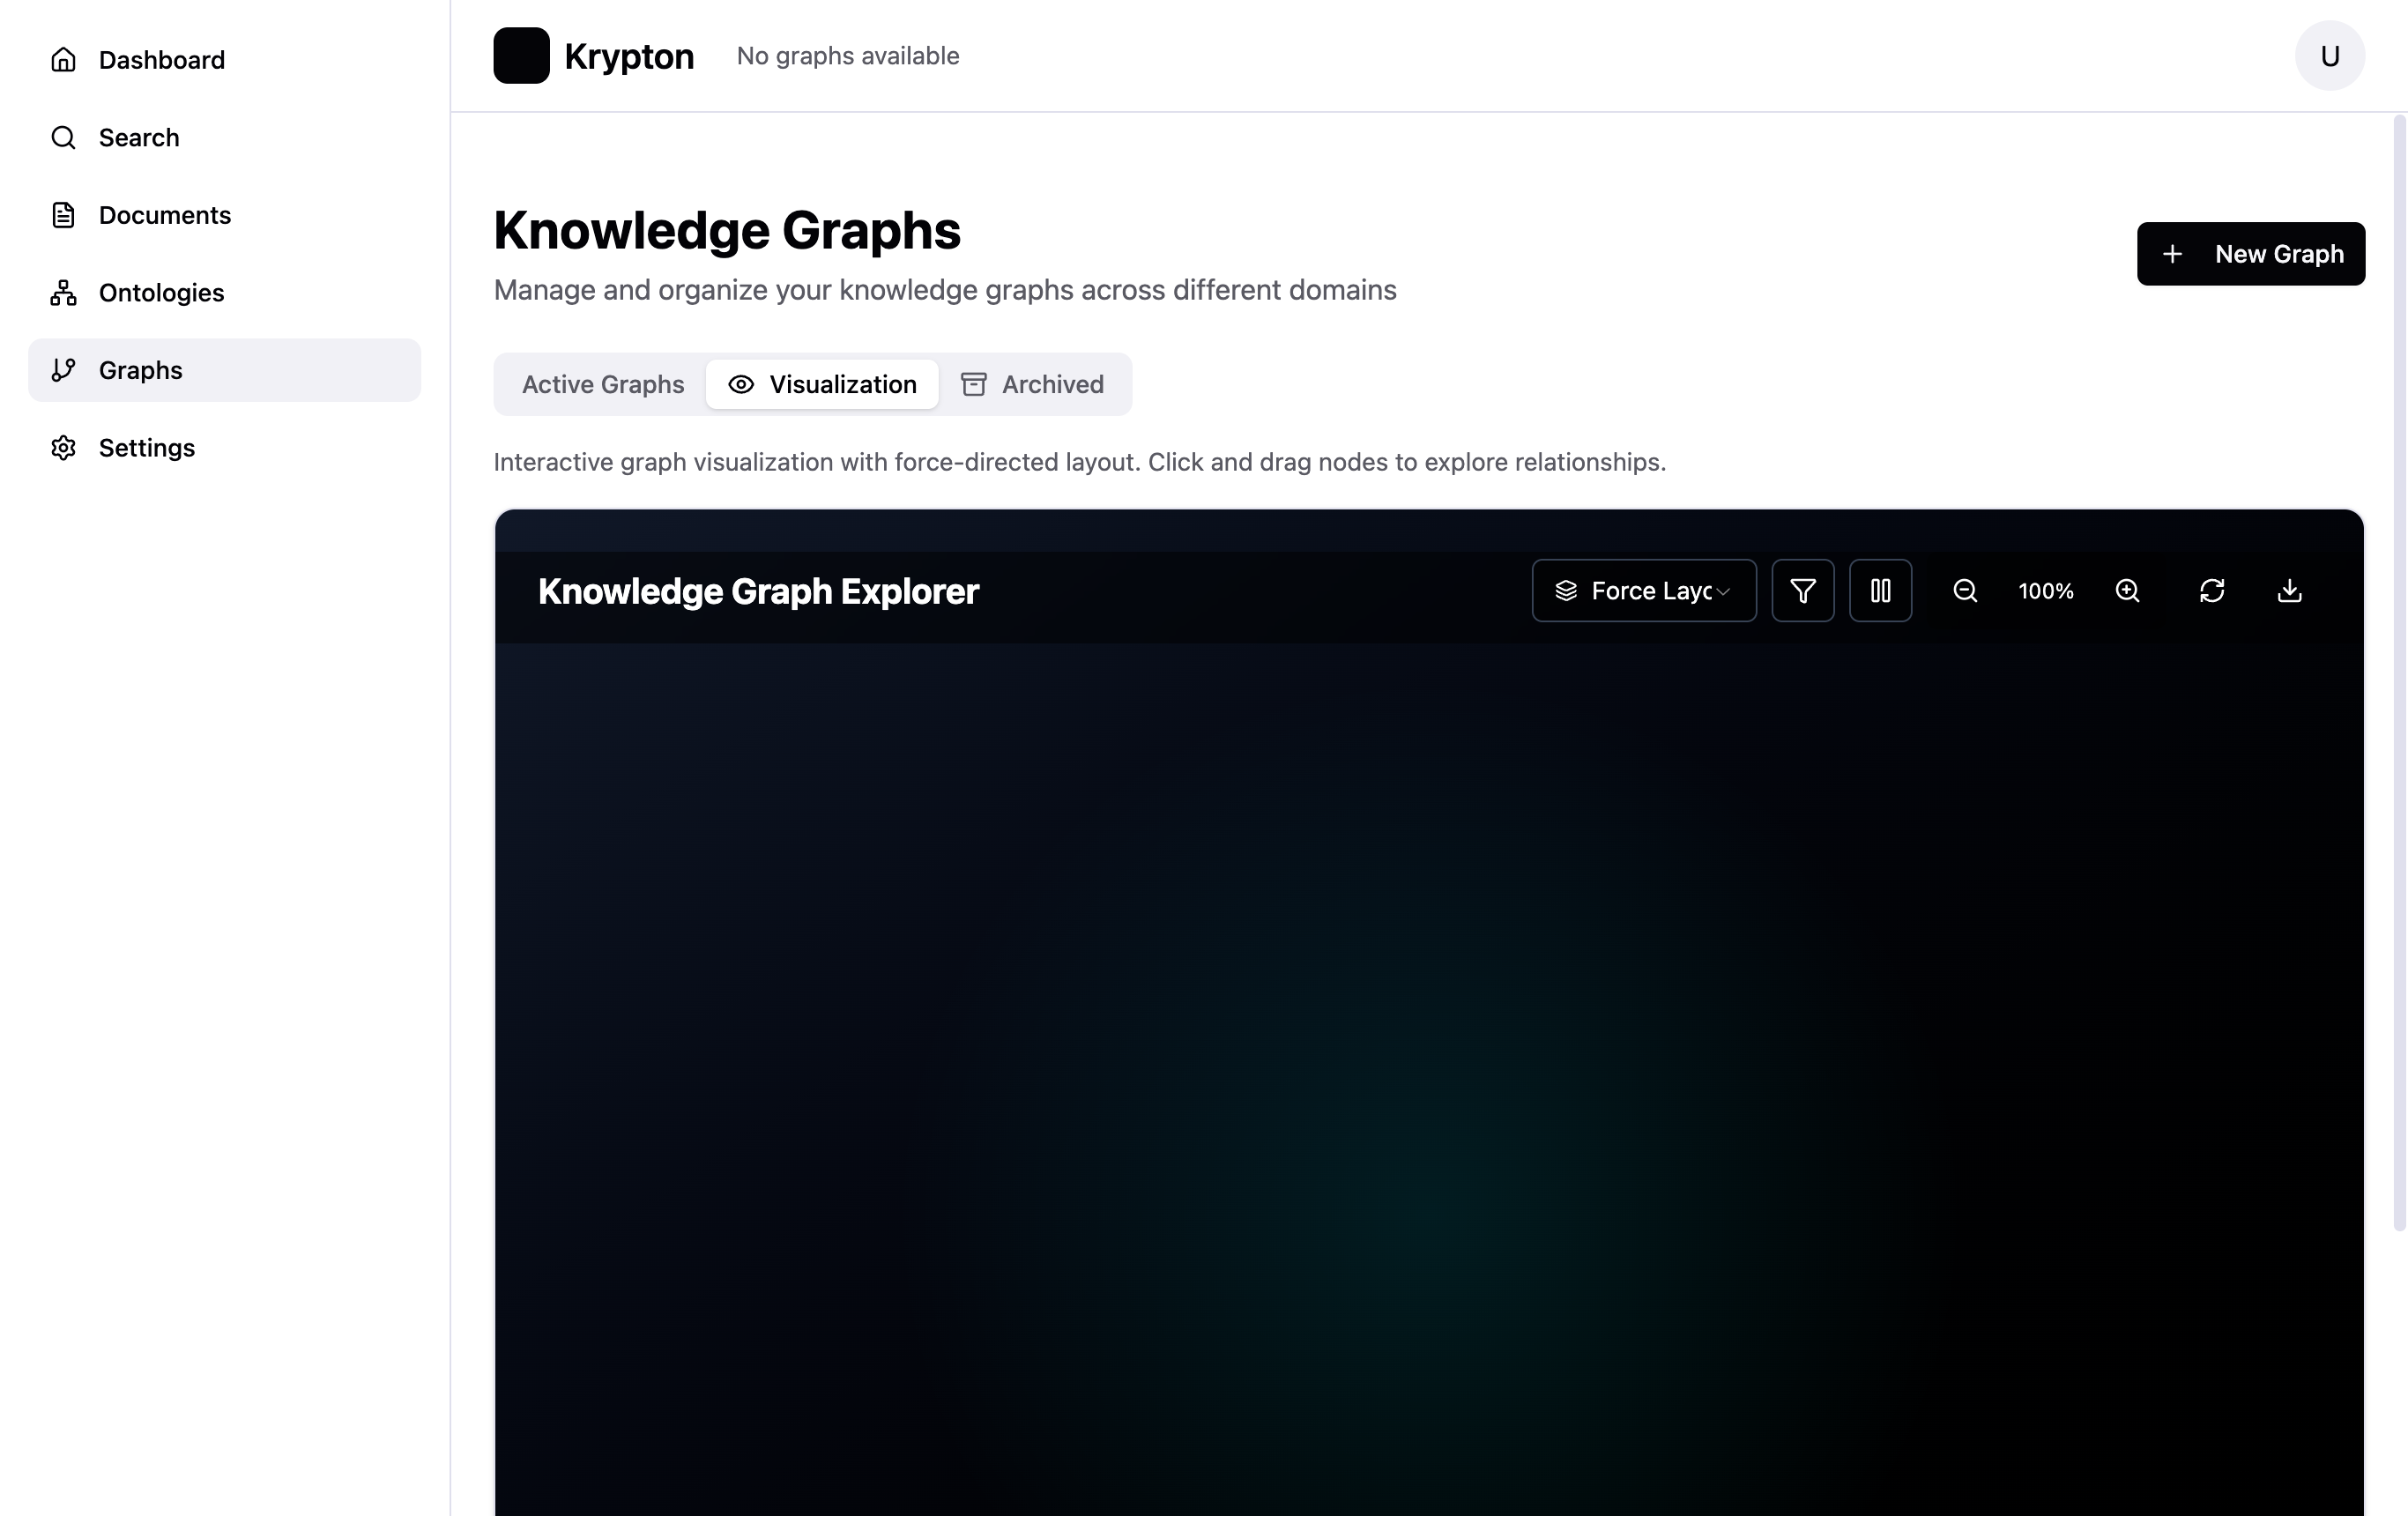 Dashboard
Search
Documents
Ontologies
Graphs
Settings
Krypton
No graphs available
U
Knowledge Graphs
Manage and organize your knowledge graphs across different domains
New Graph
Active Graphs
Visualization
Archived
Interactive graph visualization with force-directed layout. Click and drag nodes to explore relationships.
Knowledge Graph Explorer
Force Layo
100%